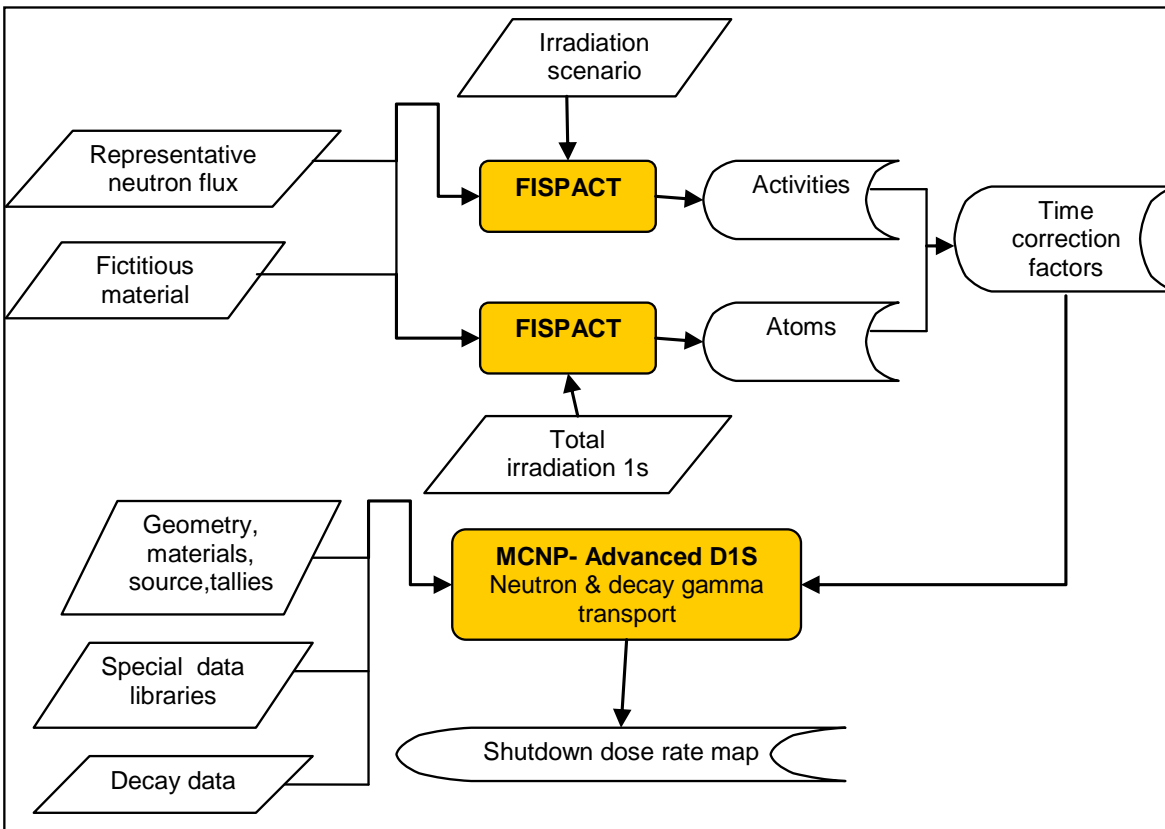 Irradiation
scenario
Representative
neutron flux
FISPACT
Activities
Time
correction
factors
Fictitious
material
FISPACT
Atoms
Total
irradiation 1s
Geometry,
materials,
source,tallies
MCNP- Advanced D1S
Neutron & decay gamma
transport
Special data
libraries
Shutdown dose rate map
Decay data